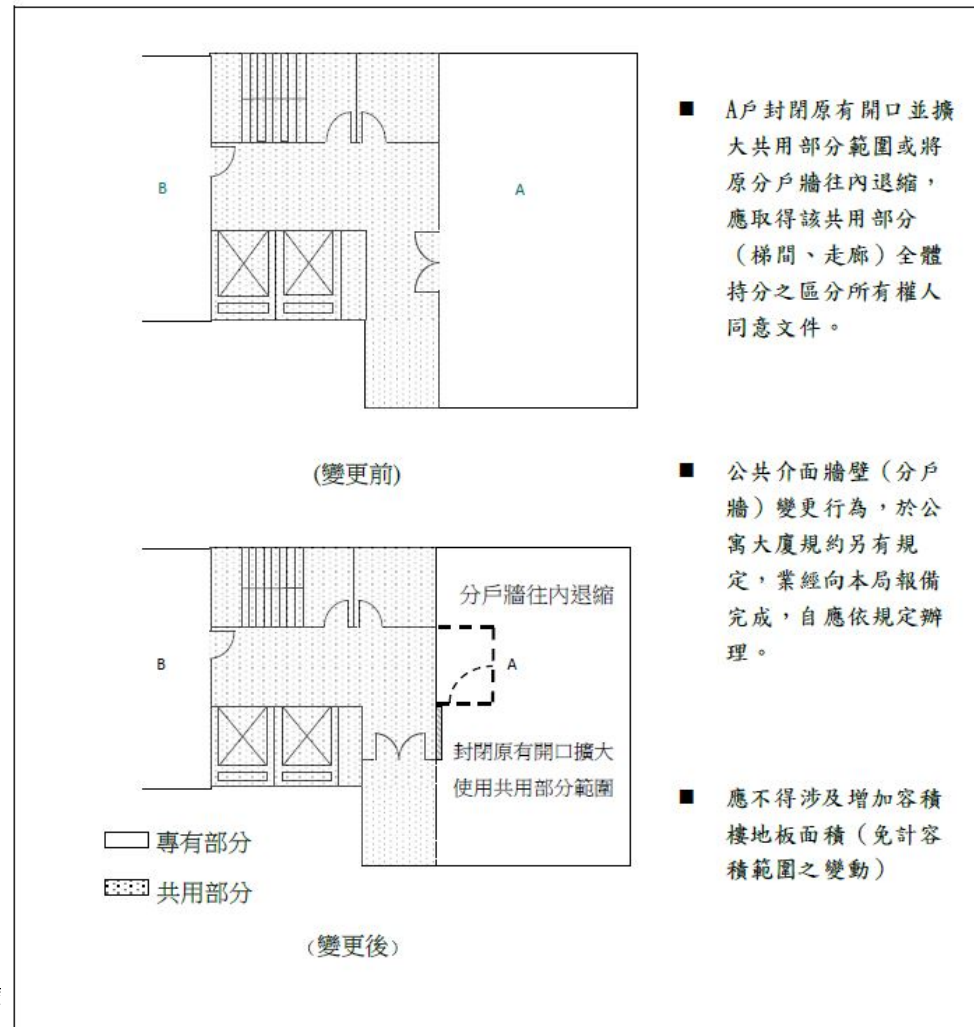 B
A
(變更前)
分戶牆往內退縮
B
A
封閉原有開口擴大
使用共用部分範圍
專有部分
共用部分
(變更後)
■ A戶封閉原有開口並擴
大共用部分範圍或將
原分戶牆往內退縮，
應取得該共用部分
（梯間、走廊）全體
持分之區分所有權人
同意文件。
■ 公共介面牆壁（分戶
牆）變更行為，於公
寓大廈規約另有規
定，業經向本局報備
完成，自應依規定辦
理。
■ 應不得涉及增加容積
樓地板面積（免計容
積範圍之變動）